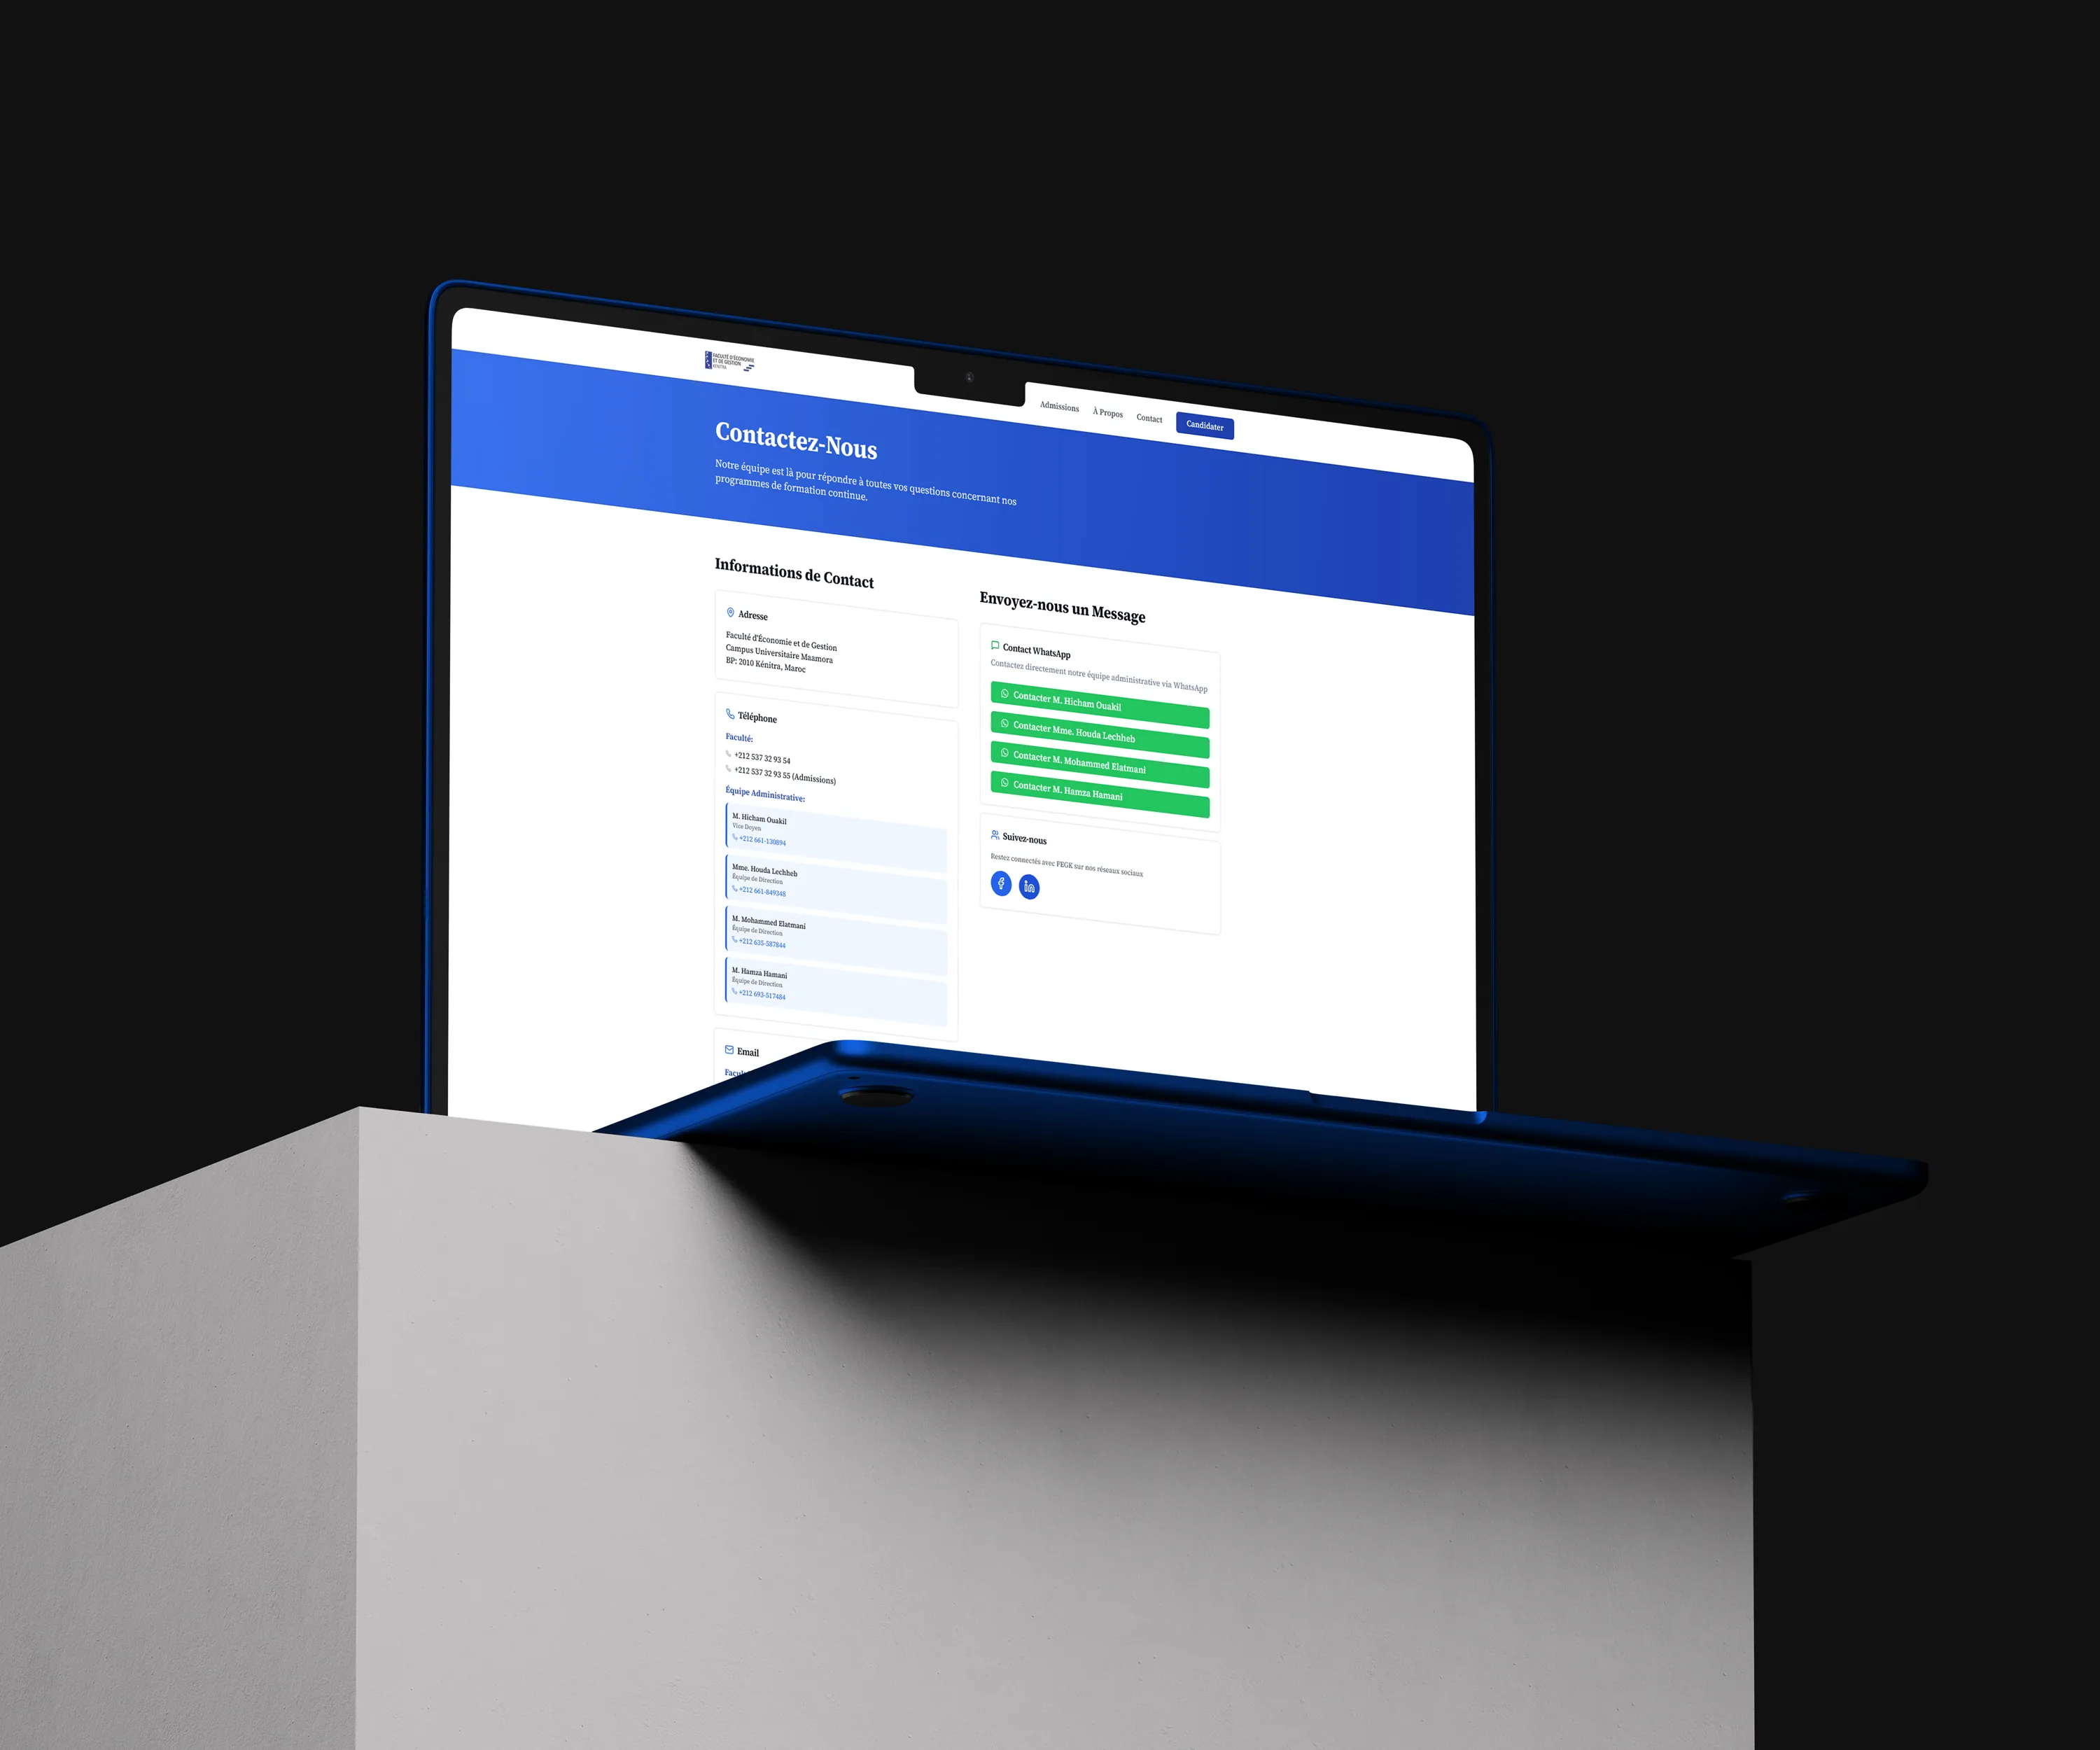 FACULTÉ D'ÉCONOMIE
ET DE GESTION
KÉNITRA
Admissions
À Propos
Contact
Candidater
Contactez-Nous
Notre équipe est là pour répondre à toutes vos questions concernant nos
programmes de formation continue.
Informations de Contact
Adresse
Faculté d'Économie et de Gestion
Campus Universitaire Maamora
BP: 2010 Kénitra, Maroc
Téléphone
Faculté:
+212 537 32 93 54
+212 537 32 93 55 (Admissions)
Équipe Administrative:
M. Hicham Ouakil
Vice Doyen
+212 661-130894
Mme. Houda Lechheb
Équipe de Direction
+212 661-849348
M. Mohammed Elatmani
Équipe de Direction
+212 635-587844
M. Hamza Hamani
Équipe de Direction
+212 692-517484
Email
Envoyez-nous un Message
Contact WhatsApp
Contactez directement notre équipe administrative via WhatsApp
Contacter M. Hicham Ouakil
Contacter Mme. Houda Lechheb
Contacter M. Mohammed Elatmani
Contacter M. Hamza Hamani
Suivez-nous
Restez connectés avec FEGK sur nos réseaux sociaux